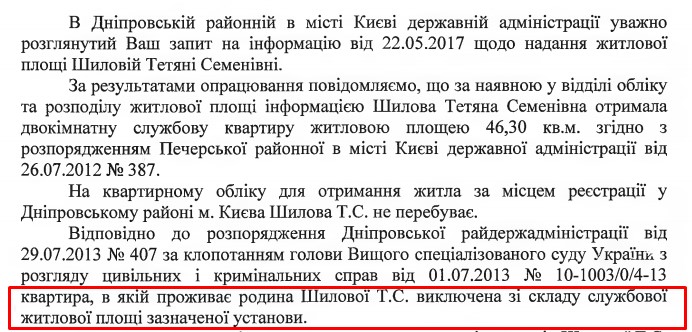 В Дніпровській районній в місті Києві державній адміністрації уважно
розглянутий Ваш запит на інформацію від 22.05.2017 щодо надання житлової
площі Шиловій Тетяні Семенівні.
За результатами опрацювання повідомляємо, що за наявною у відділі обліку
та розподілу житлової площі інформацією Шилова Тетяна Семенівна отримала
двокімнатну службову квартиру житловою площею 46,30 кв.м. згідно з
розпорядженням Печерської районної в місті Києві державної адміністрації від
26.07.2012 № 387.
На квартирному обліку для отримання житла за місцем реєстрації у
Дніпровському районі м. Києва Шилова Т.С. не перебуває.
Відповідно до розпорядження Дніпровської райдержадміністрації від
29.07.2013 № 407 за клопотанням голови Вищого спеціалізованого суду України з
розгляду цивільних і кримінальних справ від 01.07.2013 № 10-1003/0/4-13
квартира, в якій проживає родина Шилової Т.С. виключена зі складу службової
житлової площі зазначеної установи.